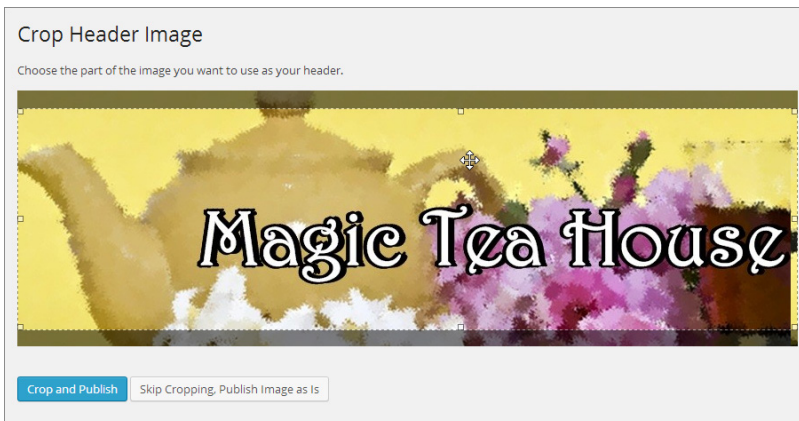 Crop Header Image
Choose the part of the image you want to use as your header.
Magic Tea House
Crop and Publish
Skip Cropping, Publish Image as Is